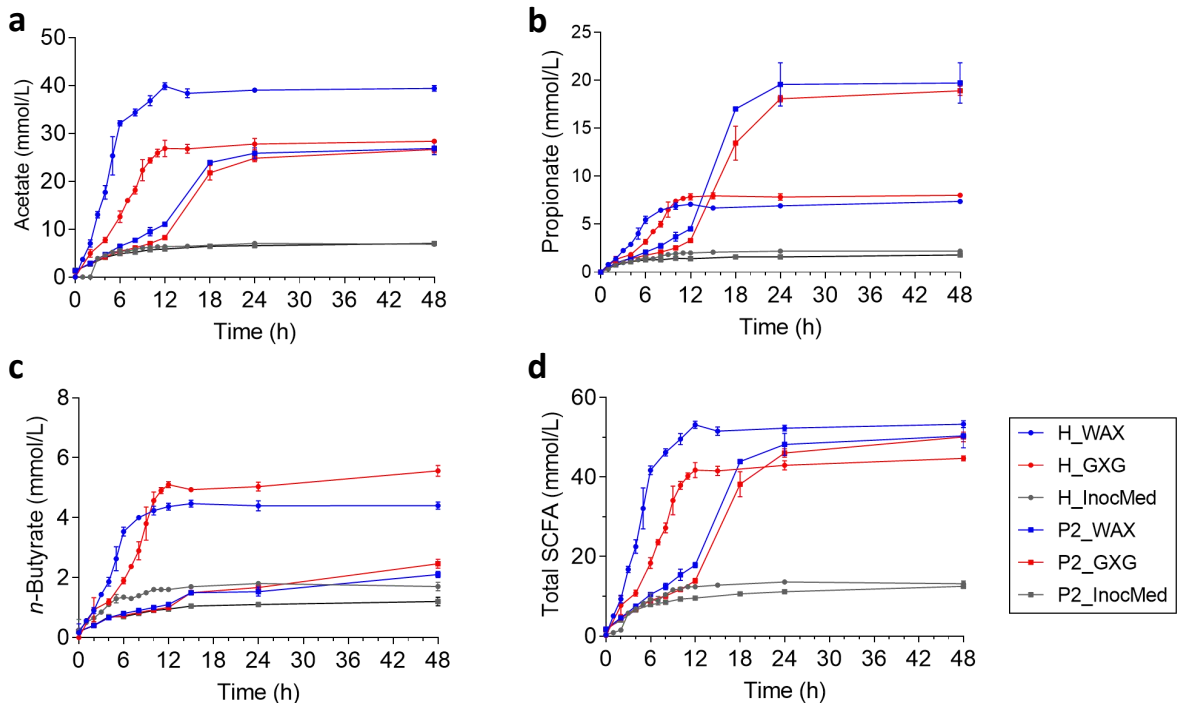 a
Acetate (mmol/L)
50
40
30
20
10
0
0 6 12 18 24 30 36 42 48
Time (h)
b
Propionate (mmol/L)
25
20
15
10
5
0
0 6 12 18 24 30 36 42 48
Time (h)
c
n-Butyrate (mmol/L)
8
6
4
2
0
0 6 12 18 24 30 36 42 48
Time (h)
d
Total SCFA (mmol/L)
60
40
20
0
0 6 12 18 24 30 36 42 48
Time (h)
H_WAX
H_GXG
H_InocMed
P2_WAX
P2_GXG
P2_InocMed